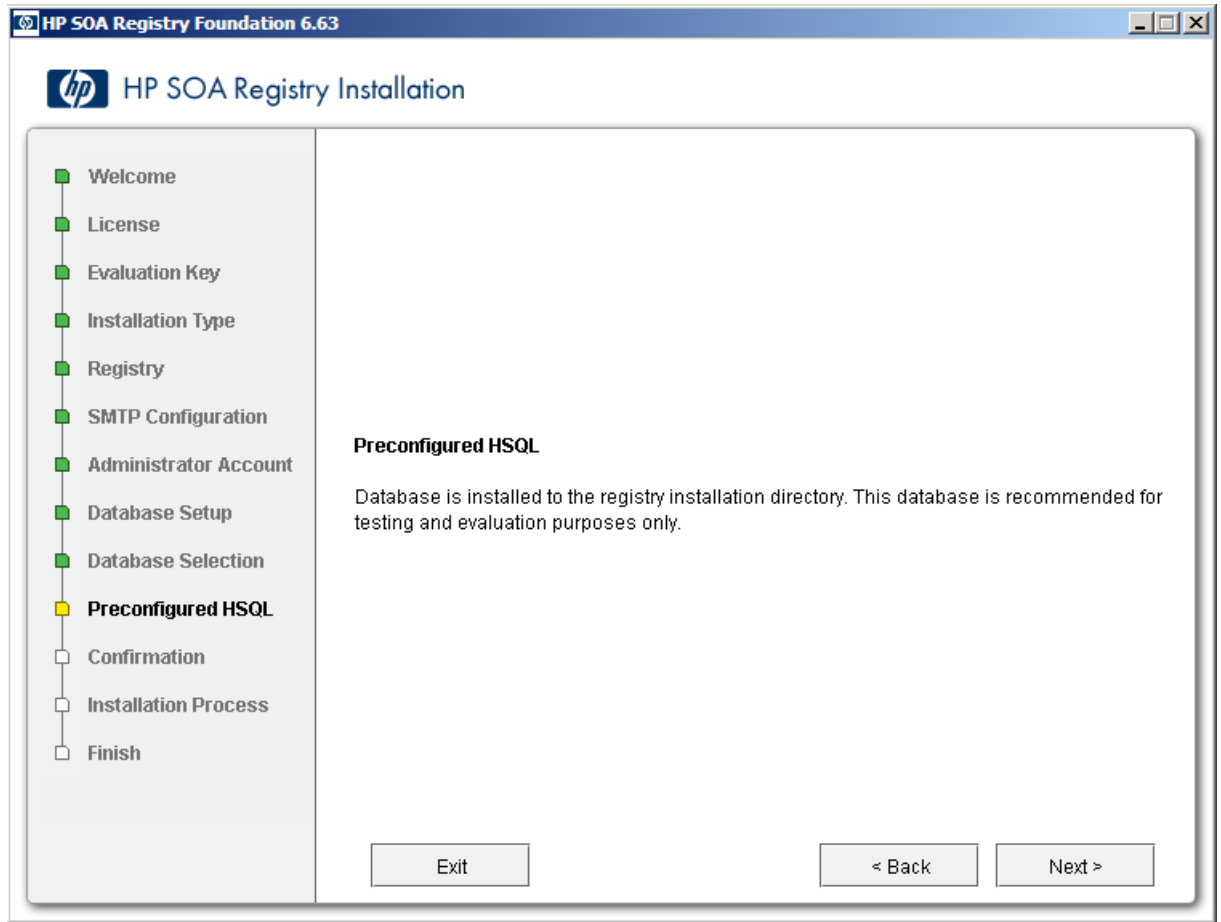 HP SOA Registry Foundation 6.63
hp HP SOA Registry Installation
Welcome
License
Evaluation Key
Installation Type
Registry
SMTP Configuration
Administrator Account
Database Setup
Database Selection
Preconfigured HSQL
Confirmation
Installation Process
Finish
Preconfigured HSQL
Database is installed to the registry installation directory. This database is recommended for
testing and evaluation purposes only.
Exit
< Back
Next >